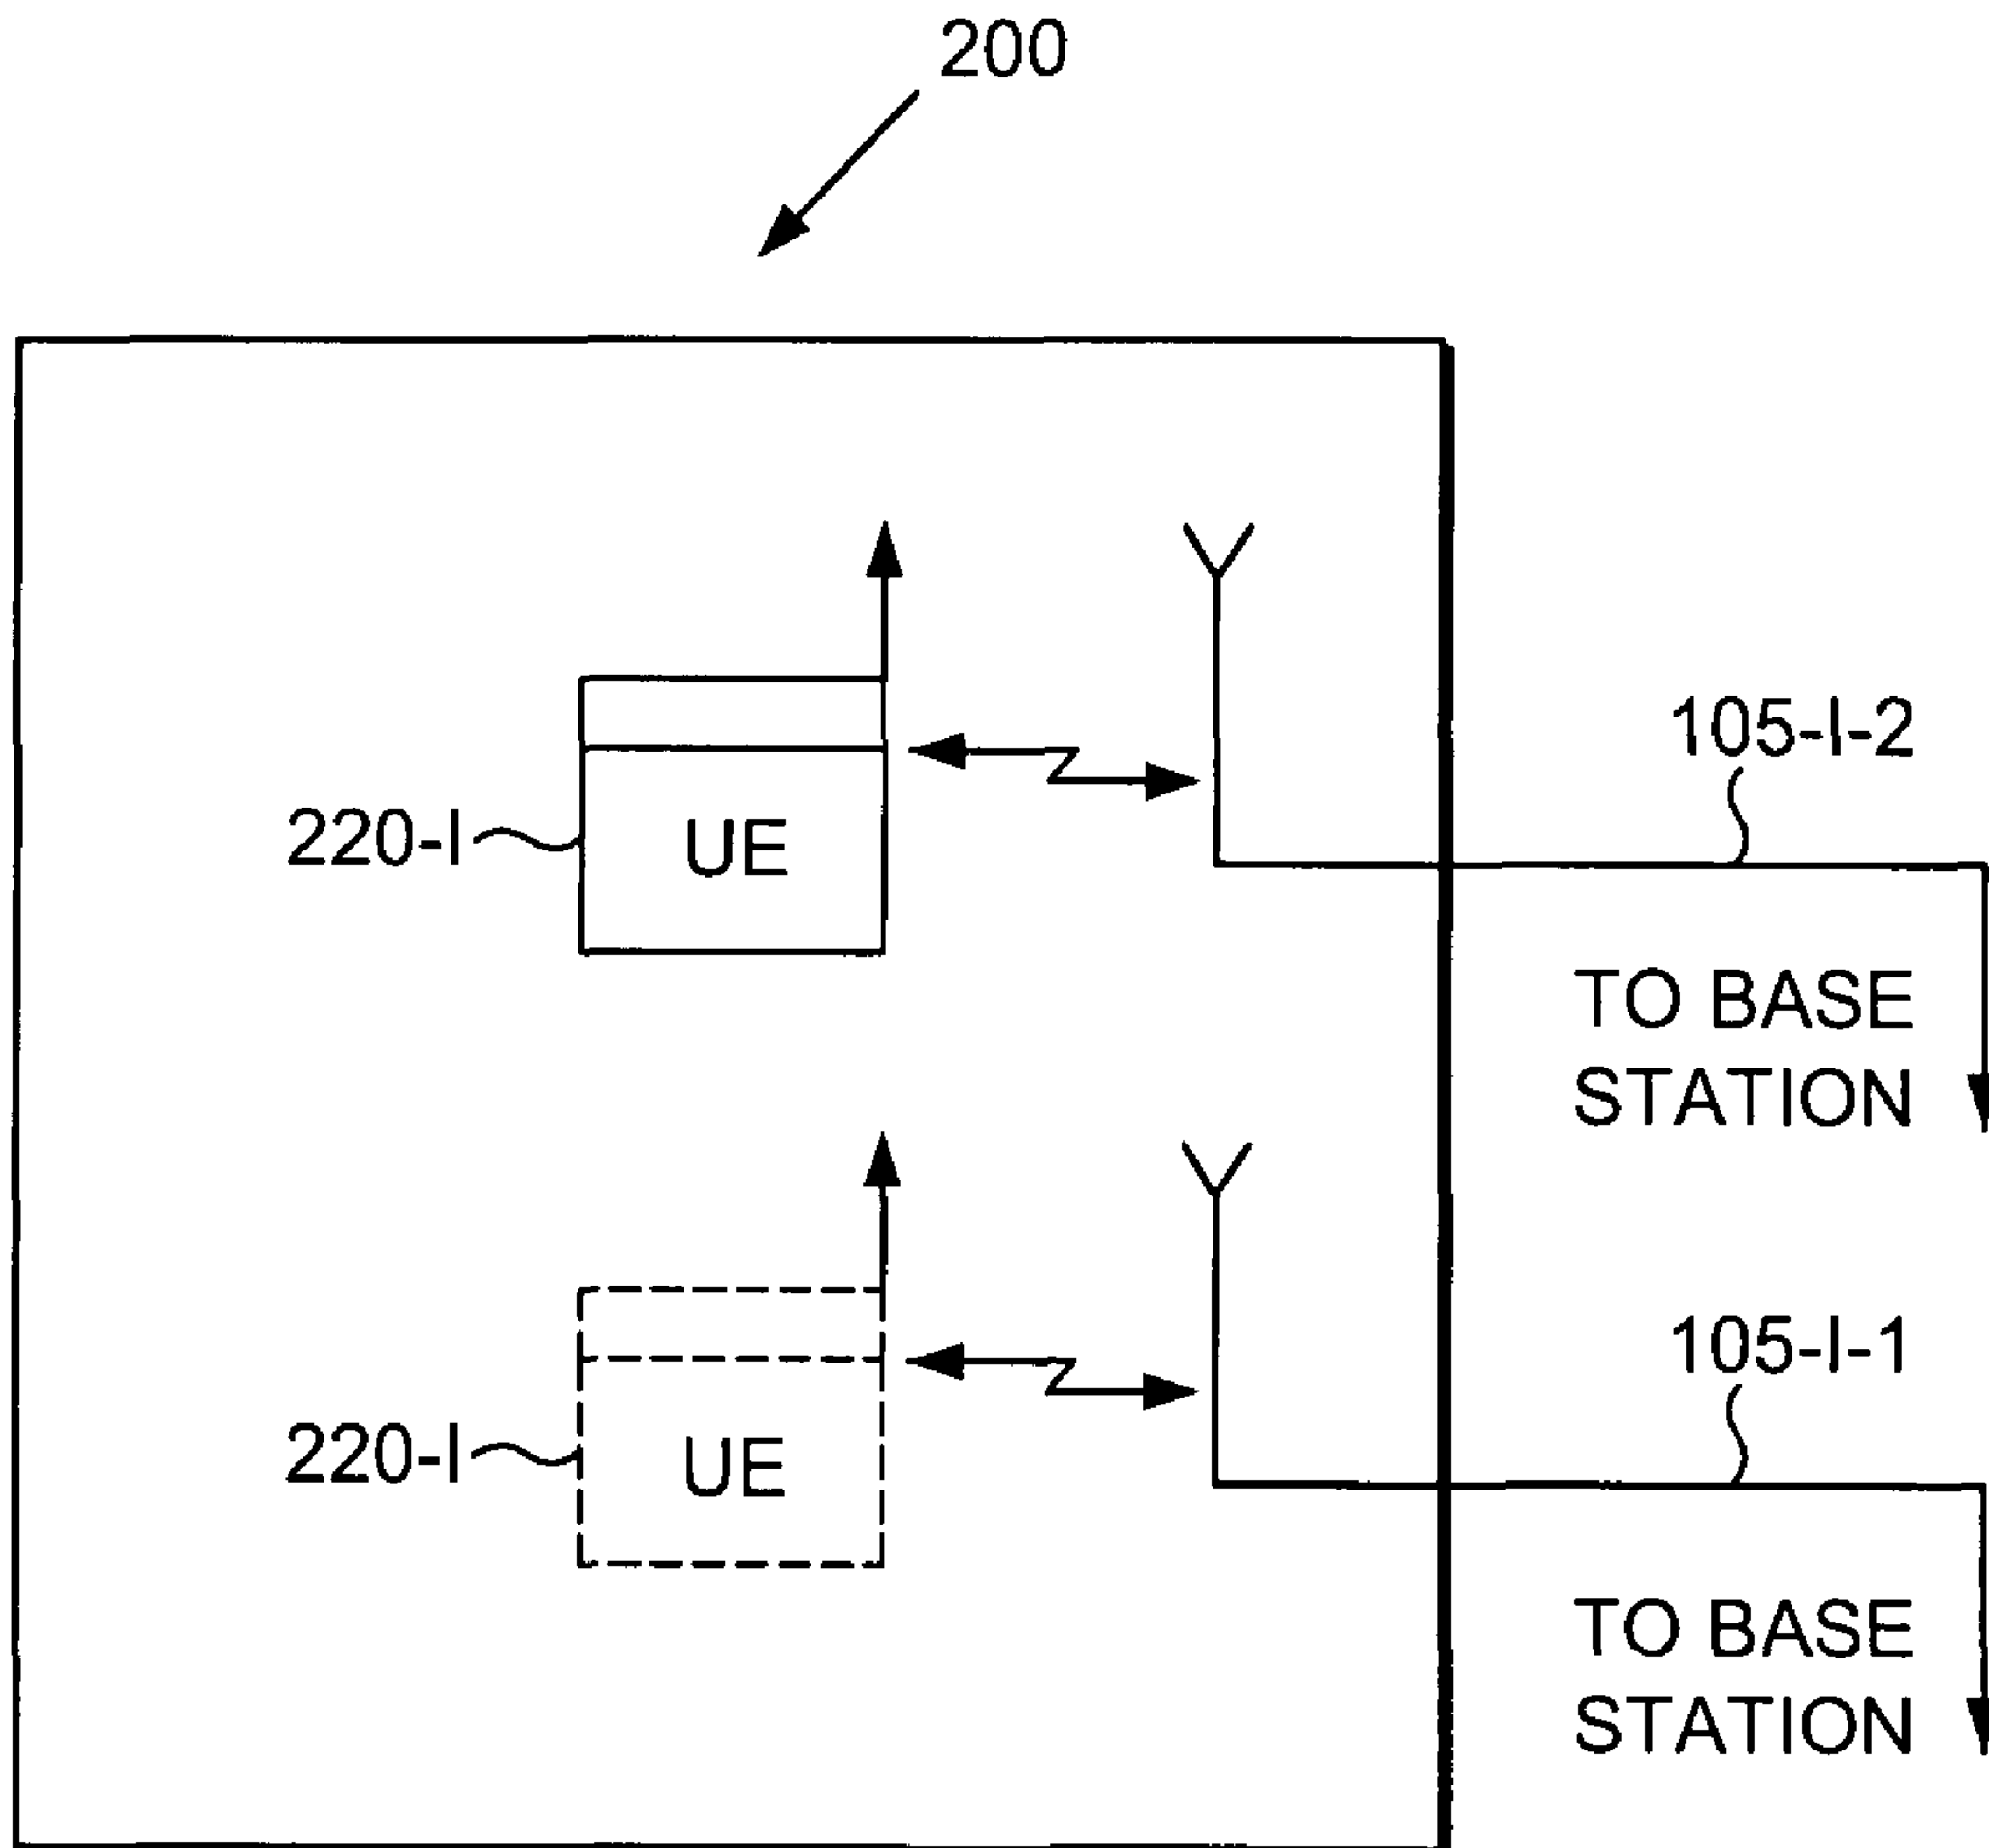 200
105-I-2
220-I
UE
TO BASE
STATION
105-I-1
220-I
UE
TO BASE
STATION